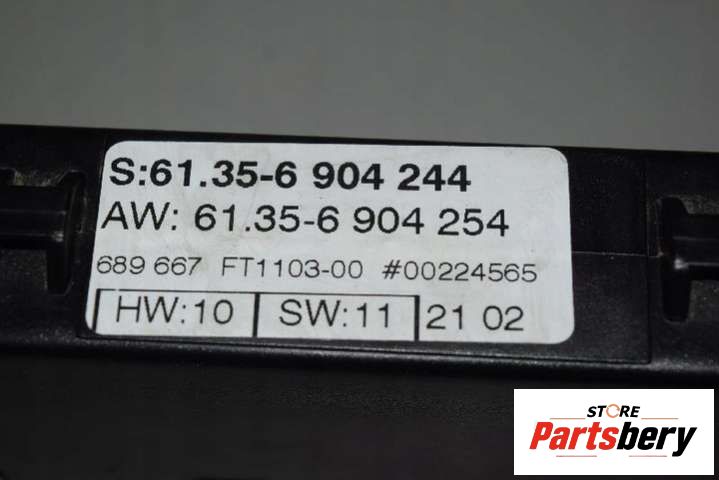 S:61.35-6 904 244
AW: 61.35-6 904 254
689 667 FT1103-00 #00224565
HW:10 SW:11 21 02
STORE
Partsbery